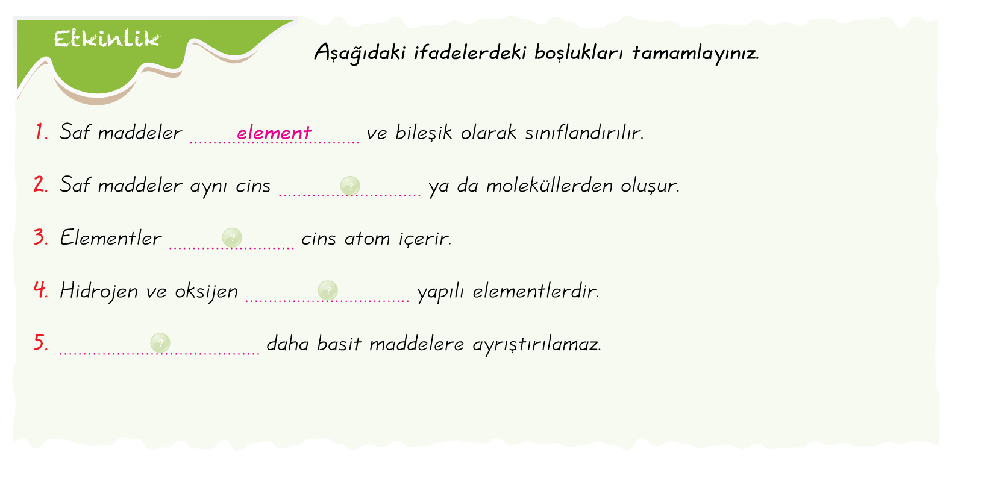 Etkinlik
Aşağıdaki ifadelerdeki boşlukları tamamlayınız.
1. Saf maddeler ........element........ ve bileşik olarak sınıflandırılır.
2. Saf maddeler aynı cins ........?........ ya da moleküllerden oluşur.
3. Elementler ........?........ cins atom içerir.
4. Hidrojen ve oksijen ........?........ yapılı elementlerdir.
5. ........?........ daha basit maddelere ayrıştırılamaz.